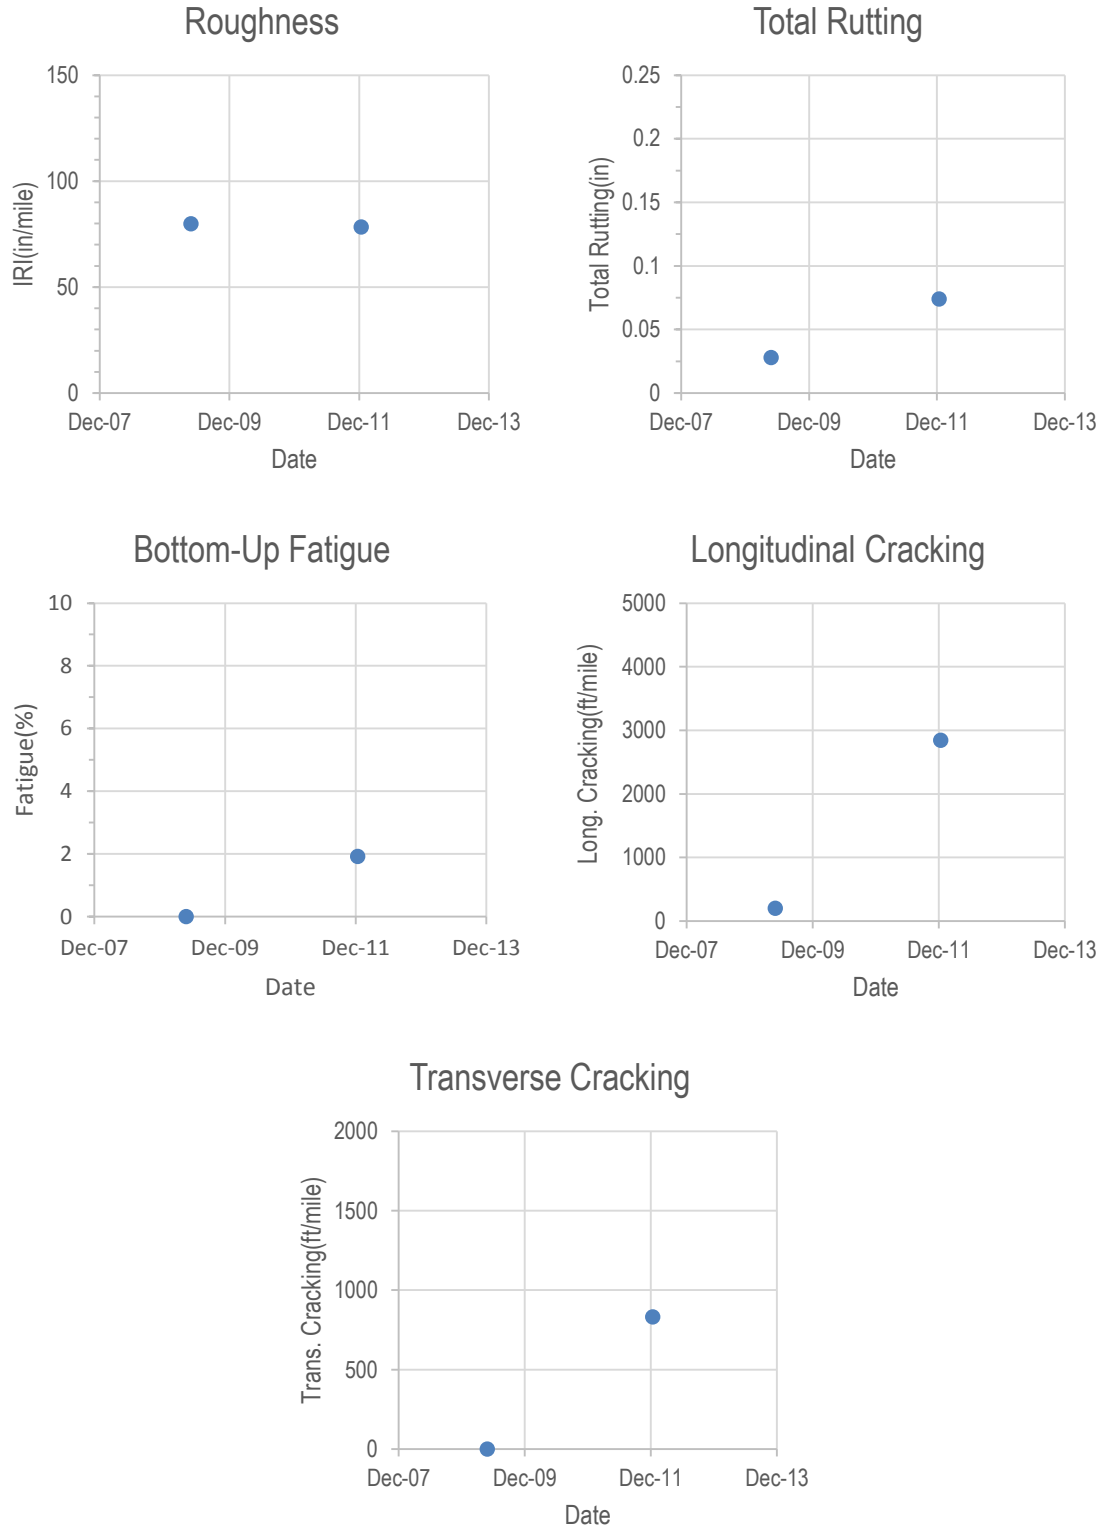 Roughness
150
100
50
0
IRI(in/mile)
Dec-07 Dec-09 Dec-11 Dec-13
Date
Total Rutting
0.25
0.2
0.15
0.1
0.05
0
Total Rutting(in)
Dec-07 Dec-09 Dec-11 Dec-13
Date
Bottom-Up Fatigue
10
8
6
4
2
0
Fatigue(%)
Dec-07 Dec-09 Dec-11 Dec-13
Date
Longitudinal Cracking
5000
4000
3000
2000
1000
0
Long. Cracking(ft/mile)
Dec-07 Dec-09 Dec-11 Dec-13
Date
Transverse Cracking
2000
1500
1000
500
0
Trans. Cracking(ft/mile)
Dec-07 Dec-09 Dec-11 Dec-13
Date